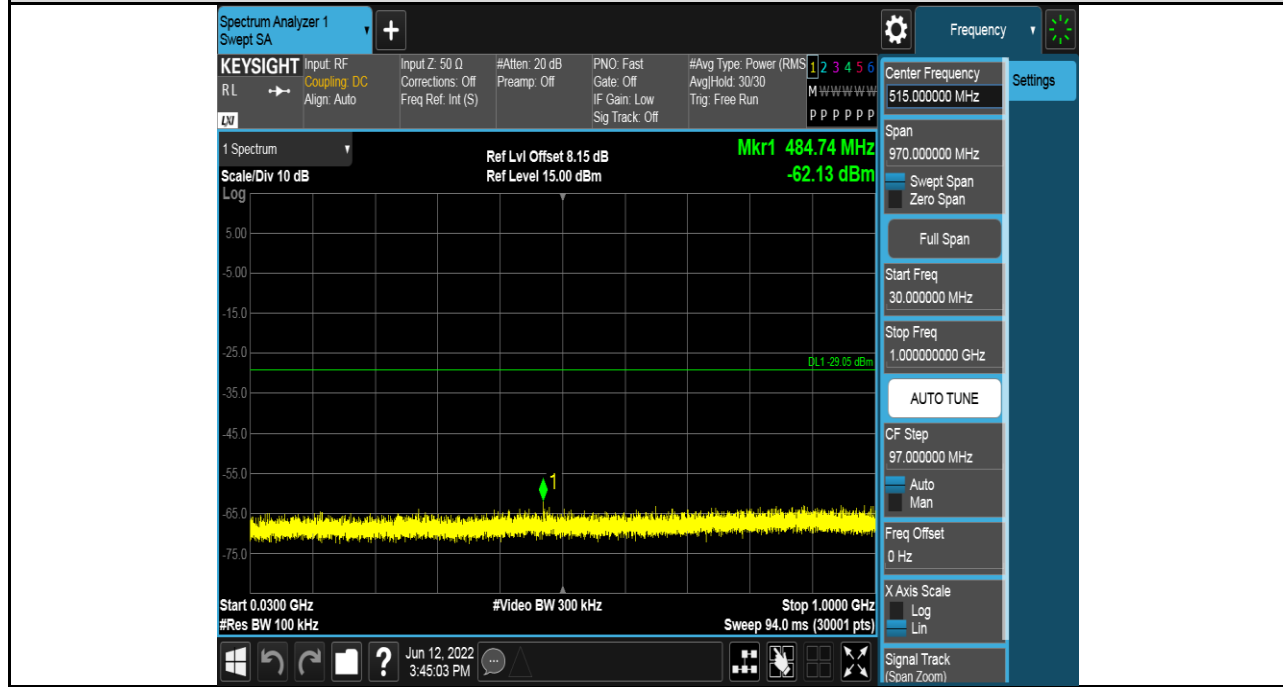 Spectrum Analyzer 1
Swept SA
+
Frequency
KEYSIGHT
RL
LXI
Input: RF
Coupling: DC
Align: Auto
Input Z: 50 Ω
Corrections: Off
Freq Ref: Int (S)
#Atten: 20 dB
Preamp: Off
PNO: Fast
Gate: Off
IF Gain: Low
Sig Track: Off
#Avg Type: Power (RMS
Avg|Hold: 30/30
Trig: Free Run
1 2 3 4 5 6
M W W W W W
P P P P P P
1 Spectrum
Scale/Div 10 dB
Log
Ref Lvl Offset 8.15 dB
Ref Level 15.00 dBm
Mkr1 484.74 MHz
-62.13 dBm
5.00
-5.00
-15.0
-25.0
DL1 -29.05 dBm
-35.0
-45.0
-55.0
1
-65.0
-75.0
Start 0.0300 GHz
#Res BW 100 kHz
#Video BW 300 kHz
Stop 1.0000 GHz
Sweep 94.0 ms (30001 pts)
?
Jun 12, 2022
3:45:03 PM
Center Frequency
515.000000 MHz
Settings
Span
970.000000 MHz
Swept Span
Zero Span
Full Span
Start Freq
30.000000 MHz
Stop Freq
1.000000000 GHz
AUTO TUNE
CF Step
97.000000 MHz
Auto
Man
Freq Offset
0 Hz
X Axis Scale
Log
Lin
Signal Track
(Span Zoom)